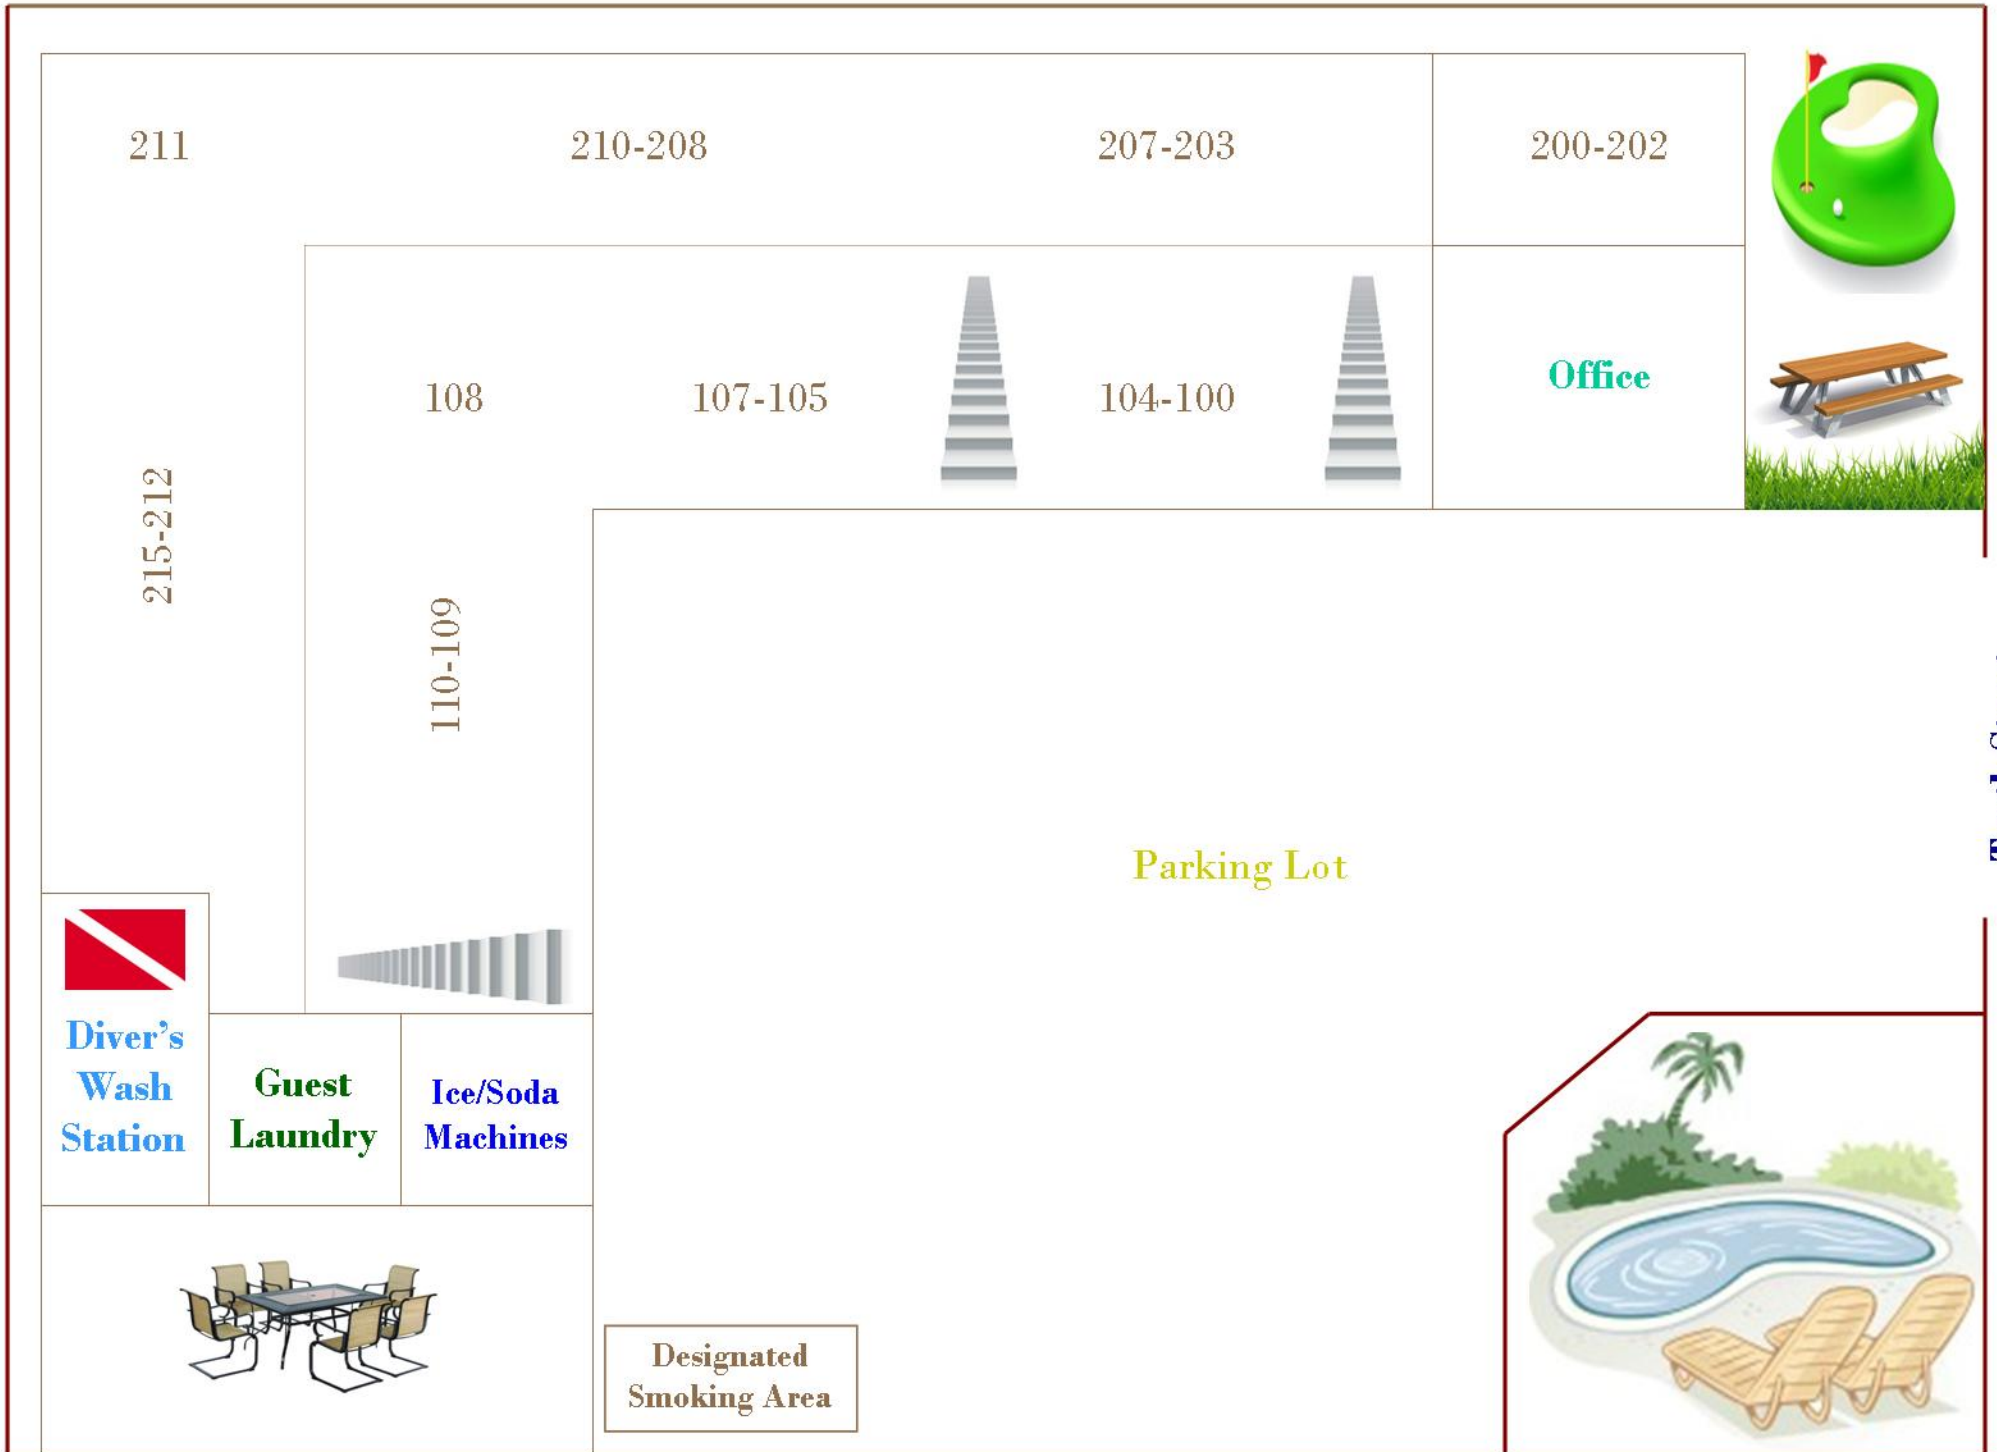 211
210-208
207-203
200-202
108
107-105
104-100
Office
215-212
110-109
Parking Lot
Diver's
Wash
Station
Guest
Laundry
Ice/Soda
Machines
Designated
Smoking Area